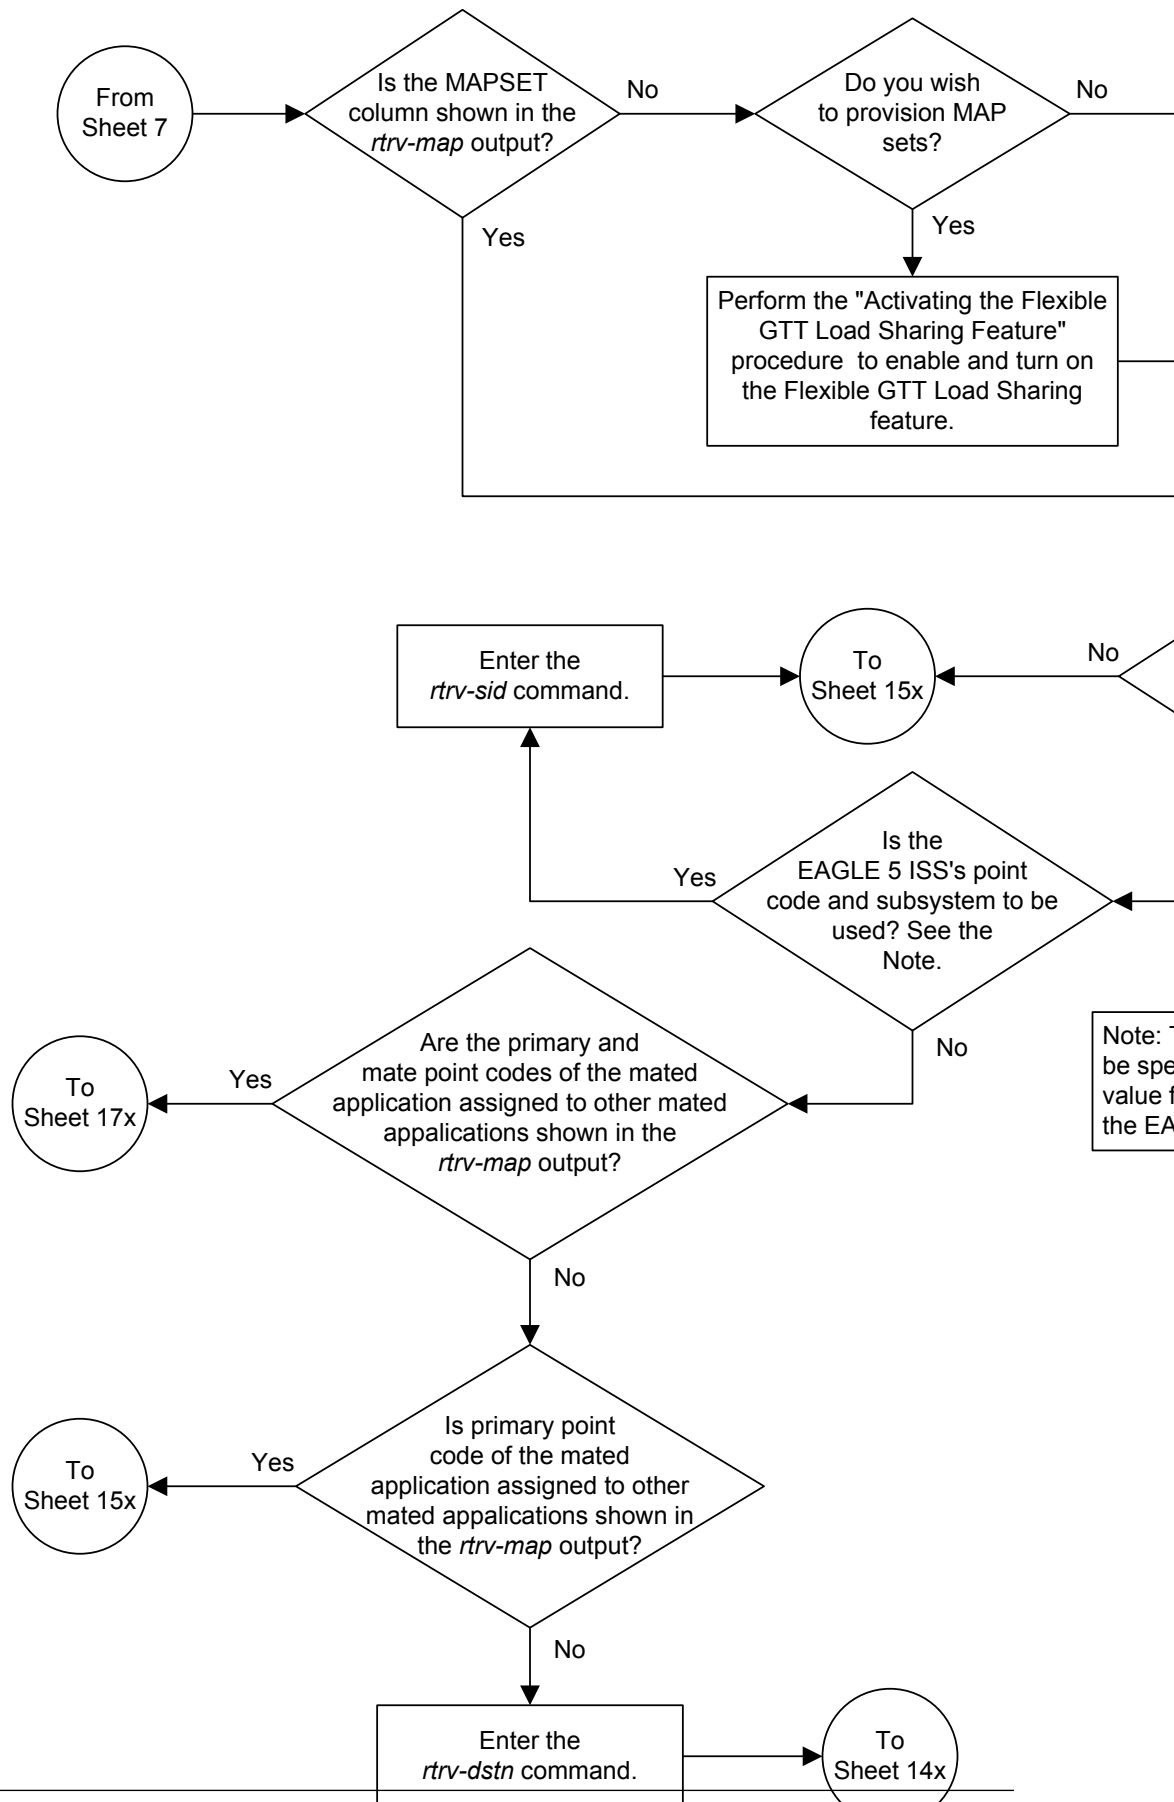 From
Sheet 7
Is the MAPSET
column shown in the
rtrv-map output?
No
Yes
Do you wish
to provision MAP
sets?
No
Yes
Perform the "Activating the Flexible
GTT Load Sharing Feature"
procedure  to enable and turn on
the Flexible GTT Load Sharing
feature.
Enter the
rtrv-sid command.
To
Sheet 15x
No
Is the
EAGLE 5 ISS's point
code and subsystem to be
used? See the
Note.
Yes
No
Note:
be
value
the
Are the primary and
mate point codes of the mated
application assigned to other mated
appalications shown in the
rtrv-map output?
Yes
To
Sheet 17x
No
Is primary point
code of the mated
application assigned to other
mated appalications shown in
the rtrv-map output?
Yes
To
Sheet 15x
No
Enter the
rtrv-dstn command.
To
Sheet 14x